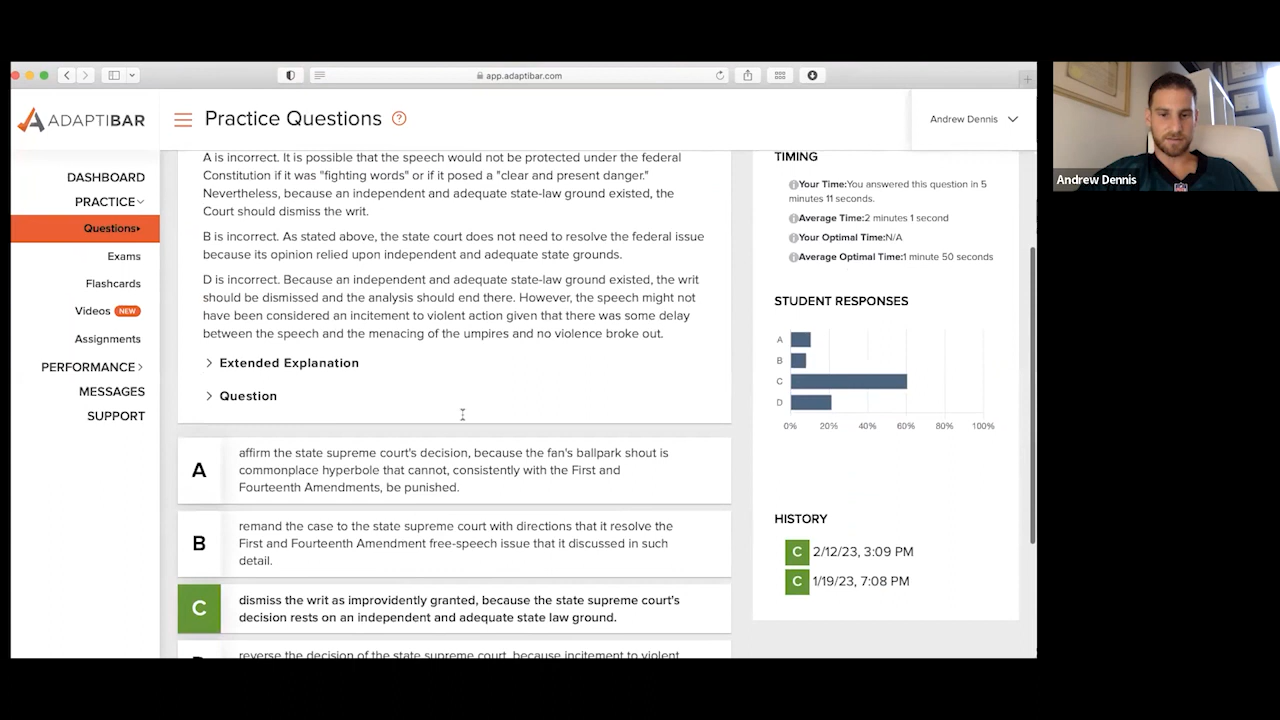 app.adaptibar.com
ADAPTIBAR
Practice Questions ?
Andrew Dennis
DASHBOARD
PRACTICE
Questions
Exams
Flashcards
Videos NEW
Assignments
PERFORMANCE
MESSAGES
SUPPORT
A is incorrect. It is possible that the speech would not be protected under the federal
Constitution if it was "fighting words" or if it posed a "clear and present danger."
Nevertheless, because an independent and adequate state-law ground existed, the
Court should dismiss the writ.
B is incorrect. As stated above, the state court does not need to resolve the federal issue
because its opinion relied upon independent and adequate state grounds.
D is incorrect. Because an independent and adequate state-law ground existed, the writ
should be dismissed and the analysis should end there. However, the speech might not
have been considered an incitement to violent action given that there was some delay
between the speech and the menacing of the umpires and no violence broke out.
Extended Explanation
Question
A
affirm the state supreme court's decision, because the fan's ballpark shout is
commonplace hyperbole that cannot, consistently with the First and
Fourteenth Amendments, be punished.
B
remand the case to the state supreme court with directions that it resolve the
First and Fourteenth Amendment free-speech issue that it discussed in such
detail.
C
dismiss the writ as improvidently granted, because the state supreme court's
decision rests on an independent and adequate state law ground.
D
reverse the decision of the state supreme court, because incitement to violent
TIMING
Your Time:You answered this question in 5
minutes 11 seconds.
Average Time:2 minutes 1 second
Your Optimal Time:N/A
Average Optimal Time:1 minute 50 seconds
STUDENT RESPONSES
A
B
C
D
0% 20% 40% 60% 80% 100%
HISTORY
C 2/12/23, 3:09 PM
C 1/19/23, 7:08 PM
Andrew Dennis